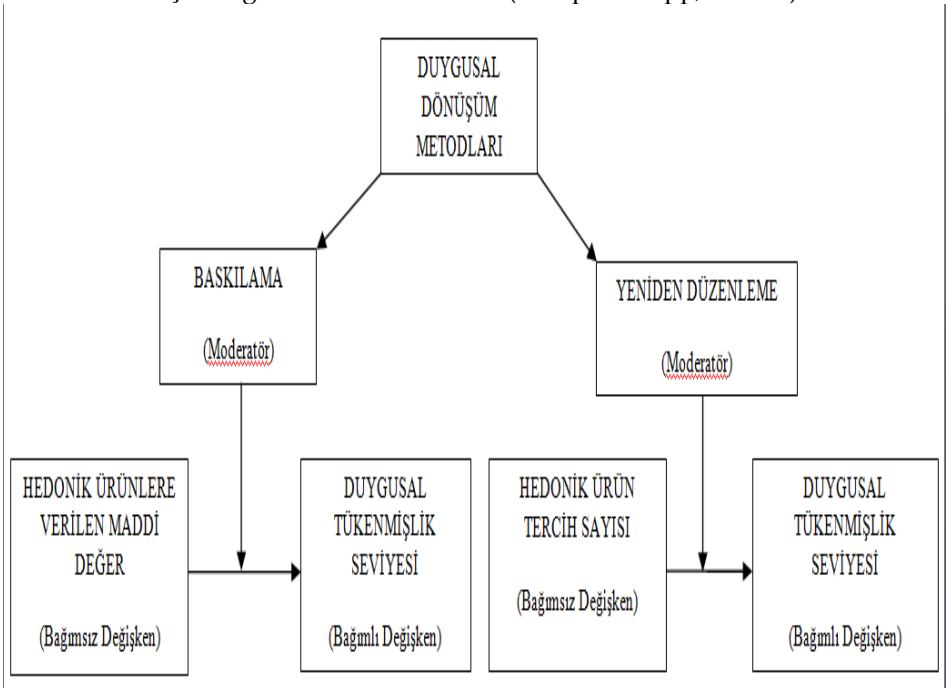 DUYGUSAL
DÖNÜŞÜM
METODLARI
BASKILAMA
(Moderatör)
YENİDEN DÜZENLEME
(Moderatör)
HEDONİK ÜRÜNLERE
VERİLEN MADDİ
DEĞER
(Bağımsız Değişken)
DUYGUSAL
TÜKENMİŞLİK
SEVİYESİ
(Bağımlı Değişken)
HEDONİK ÜRÜN
TERCİH SAYISI
(Bağımsız Değişken)
DUYGUSAL
TÜKENMİŞLİK
SEVİYESİ
(Bağımlı Değişken)